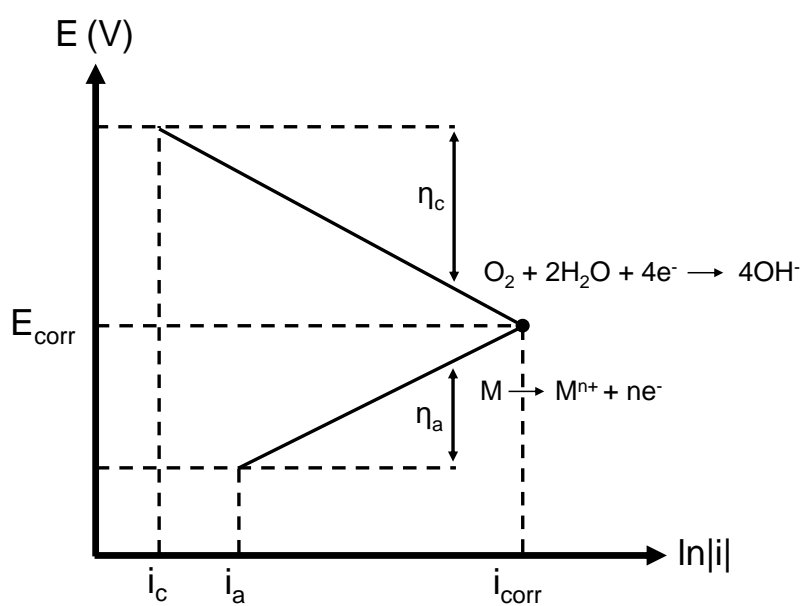 E (V)
η_c
O₂ + 2H₂O + 4e⁻ → 4OH⁻
E_corr
M → Mⁿ⁺ + ne⁻
η_a
ln|i|
i_c
i_a
i_corr